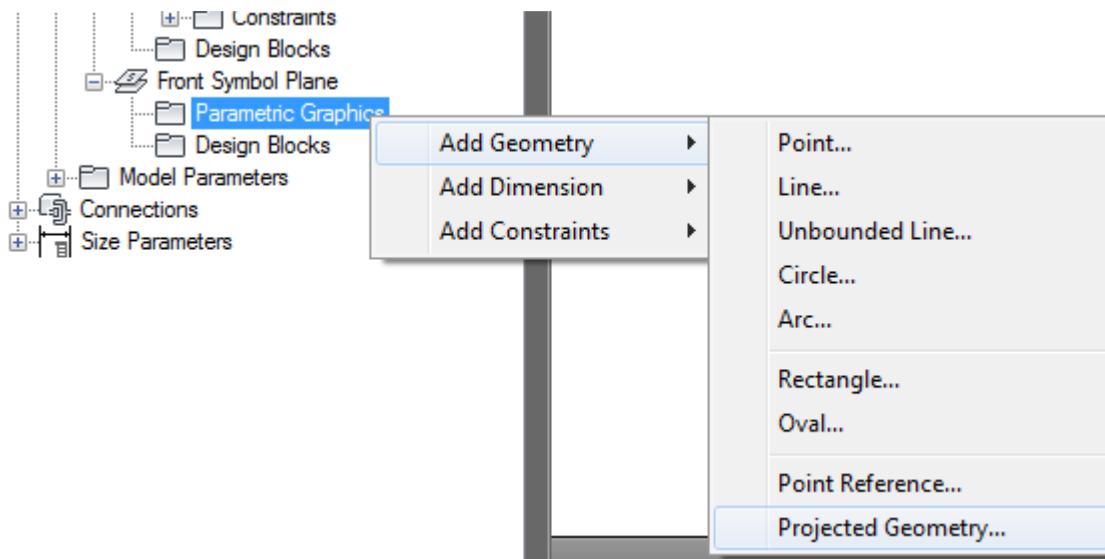 Constraints
Design Blocks
Front Symbol Plane
Parametric Graphics
Design Blocks
Model Parameters
Connections
Size Parameters
Add Geometry
Add Dimension
Add Constraints
Point...
Line...
Unbounded Line...
Circle...
Arc...
Rectangle...
Oval...
Point Reference...
Projected Geometry...